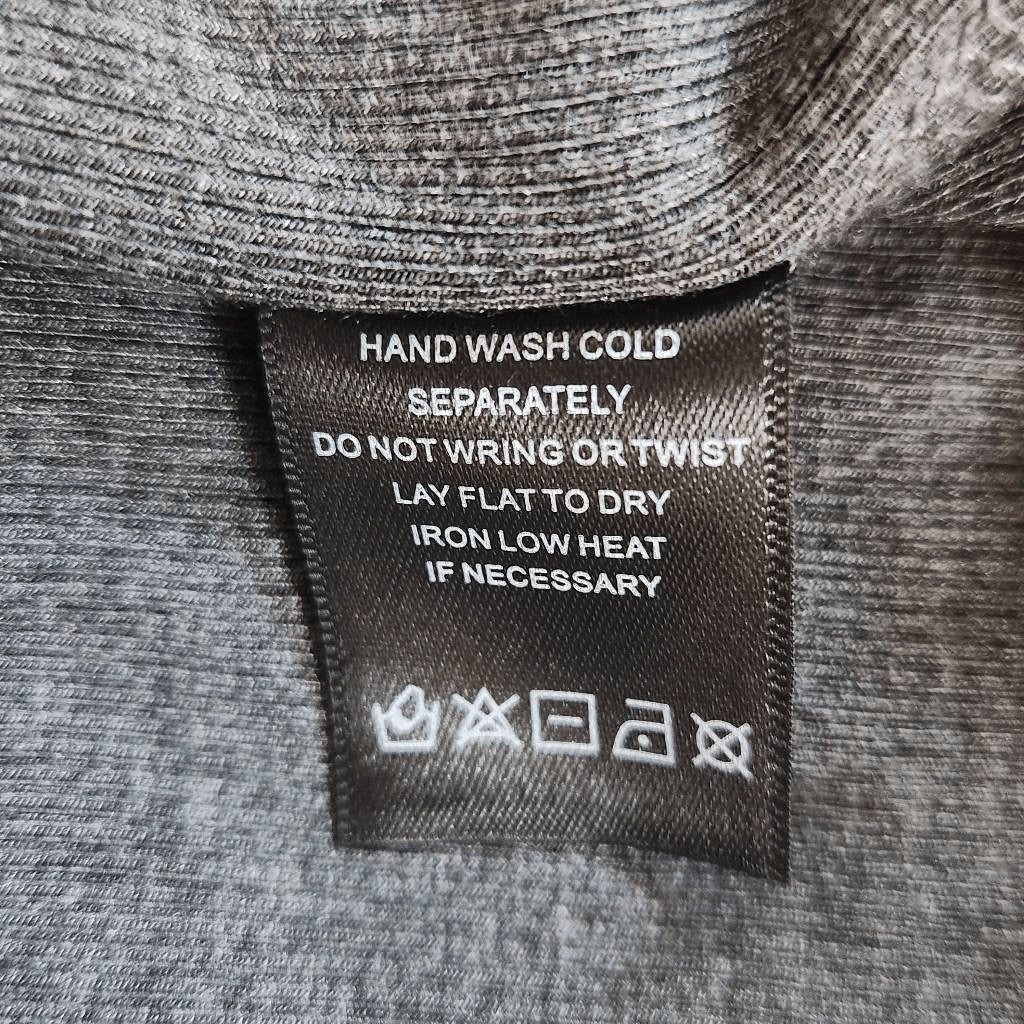 HAND WASH COLD
SEPARATELY
DO NOT WRING OR TWIST
LAY FLAT TO DRY
IRON LOW HEAT
IF NECESSARY